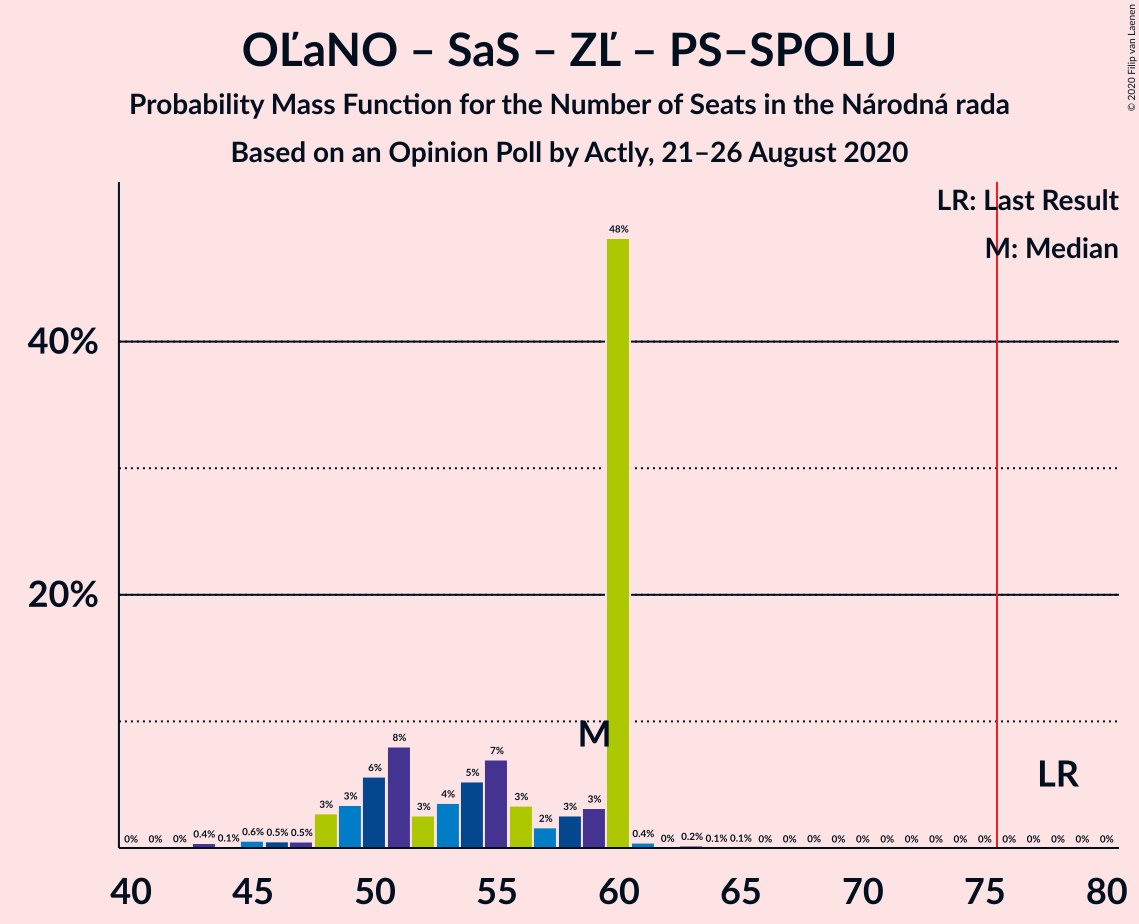 OĽaNO – SaS – ZĽ – PS–SPOLU
Probability Mass Function for the Number of Seats in the Národná rada
Based on an Opinion Poll by Actly, 21–26 August 2020
© 2020 Filip van Laenen
LR: Last Result
M: Median
48%
40%
20%
M
LR
0% 0% 0% 0.4% 0.1% 0.6% 0.5% 0.5% 3% 3% 6% 8% 3% 4% 5% 7% 3% 2% 3% 3% 0.4% 0% 0.2% 0.1% 0.1% 0% 0% 0% 0% 0% 0% 0% 0% 0% 0% 0% 0% 0% 0% 0%
40 45 50 55 60 65 70 75 80